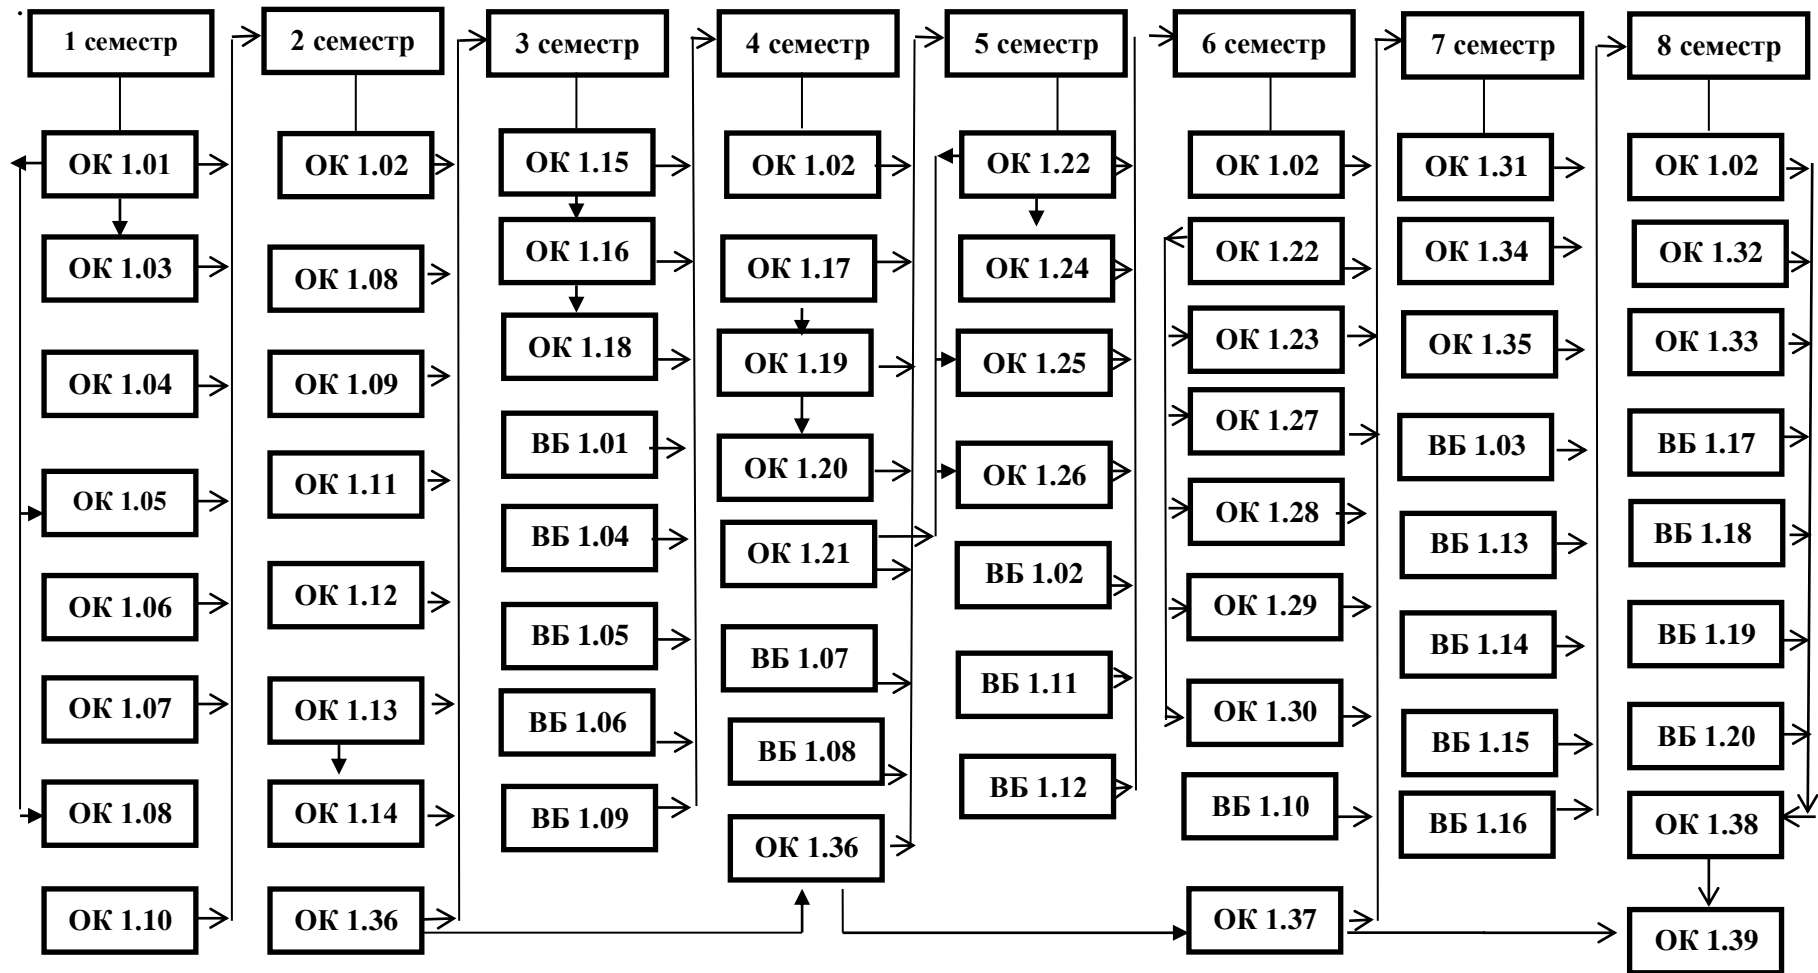 1 семестр
2 семестр
3 семестр
4 семестр
5 семестр
6 семестр
7 семестр
8 семестр
ОК 1.01
ОК 1.03
ОК 1.04
ОК 1.05
ОК 1.06
ОК 1.07
ОК 1.08
ОК 1.10
ОК 1.02
ОК 1.08
ОК 1.09
ОК 1.11
ОК 1.12
ОК 1.13
ОК 1.14
ОК 1.36
ОК 1.15
ОК 1.16
ОК 1.18
ВБ 1.01
ВБ 1.04
ВБ 1.05
ВБ 1.06
ВБ 1.09
ОК 1.02
ОК 1.17
ОК 1.19
ОК 1.20
ОК 1.21
ВБ 1.07
ВБ 1.08
ОК 1.36
ОК 1.22
ОК 1.24
ОК 1.25
ОК 1.26
ВБ 1.02
ВБ 1.11
ВБ 1.12
ОК 1.02
ОК 1.22
ОК 1.23
ОК 1.27
ОК 1.28
ОК 1.29
ОК 1.30
ВБ 1.10
ОК 1.37
ОК 1.31
ОК 1.34
ОК 1.35
ВБ 1.03
ВБ 1.13
ВБ 1.14
ВБ 1.15
ВБ 1.16
ОК 1.02
ОК 1.32
ОК 1.33
ВБ 1.17
ВБ 1.18
ВБ 1.19
ВБ 1.20
ОК 1.38
ОК 1.39